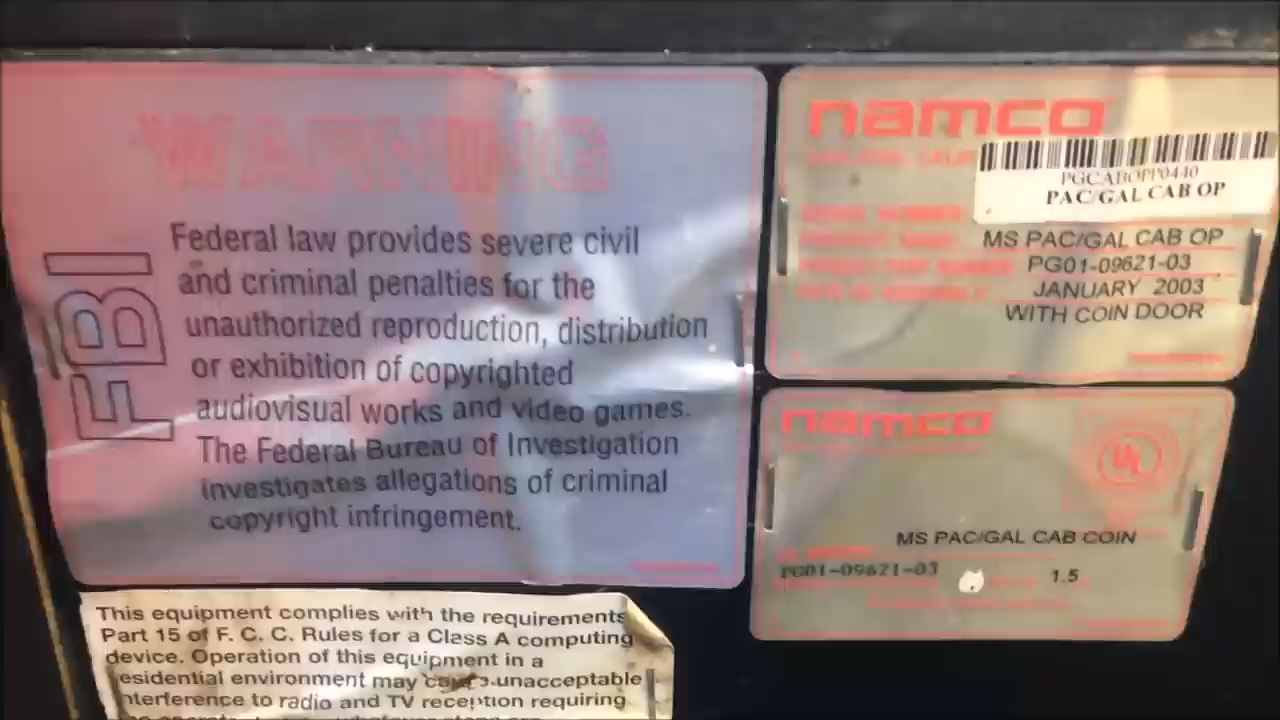 WARNING
FBI
Federal law provides severe civil
and criminal penalties for the
unauthorized reproduction, distribution
or exhibition of copyrighted
audiovisual works and video games.
The Federal Bureau of Investigation
investigates allegations of criminal
copyright infringement.
This equipment complies with the requirements
Part 15 of F. C. C. Rules for a Class A computing
device. Operation of this equipment in a
esidential environment may unacceptable
nterference to radio and TV reception requiring
namco
PGCABOPP0440
PAC/GAL CAB OP
MS PAC/GAL CAB OP
PG01-09621-03
JANUARY 2003
WITH COIN DOOR
namco
UL
MS PAC/GAL CAB COIN
PG01-09621-03
1.5